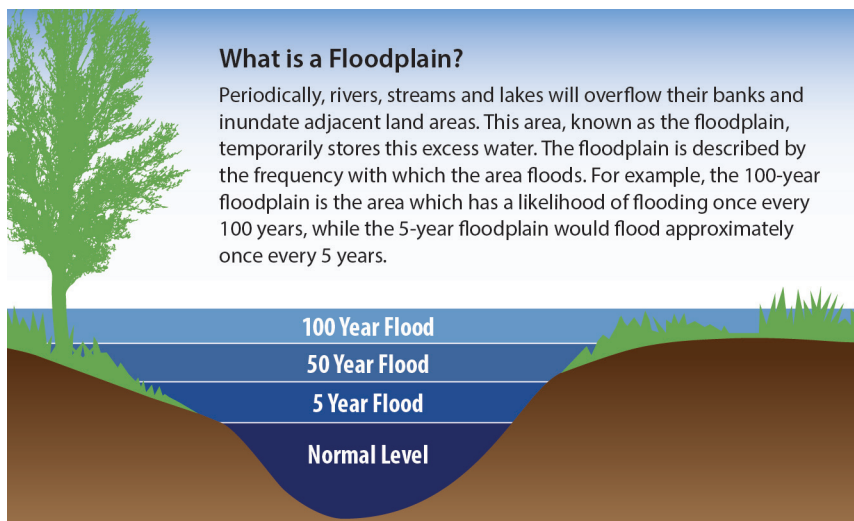 What is a Floodplain?
Periodically, rivers, streams and lakes will overflow their banks and
inundate adjacent land areas. This area, known as the floodplain,
temporarily stores this excess water. The floodplain is described by
the frequency with which the area floods. For example, the 100-year
floodplain is the area which has a likelihood of flooding once every
100 years, while the 5-year floodplain would flood approximately
once every 5 years.
100 Year Flood
50 Year Flood
5 Year Flood
Normal Level